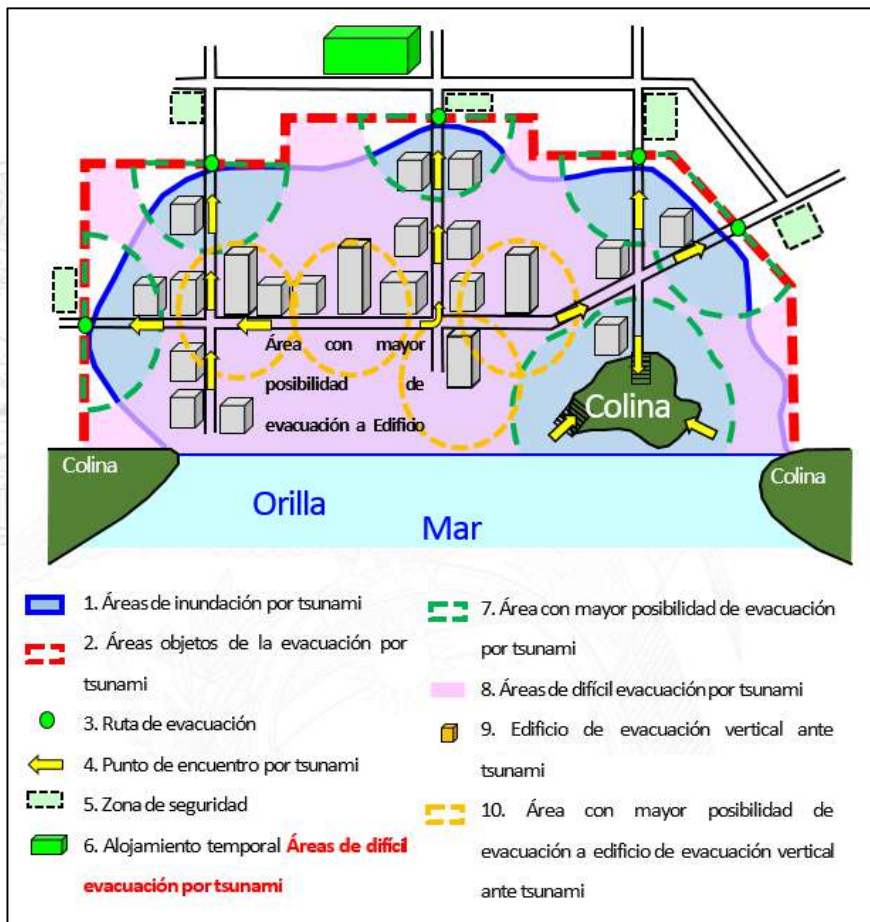 Área con mayor
posibilidad de
evacuación a Edificio
Colina
Colina
Colina
Orilla
Mar
1. Áreas de inundación por tsunami
2. Áreas objetos de la evacuación por
tsunami
3. Ruta de evacuación
4. Punto de encuentro por tsunami
5. Zona de seguridad
6. Alojamiento temporal Áreas de difícil
evacuación por tsunami
7. Área con mayor posibilidad de evacuación
por tsunami
8. Áreas de difícil evacuación por tsunami
9. Edificio de evacuación vertical ante
tsunami
10. Área con mayor posibilidad de
evacuación a edificio de evacuación vertical
ante tsunami